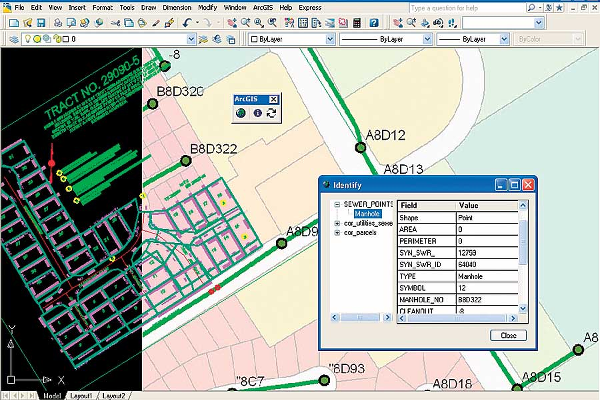 File Edit View Insert Format Tools Draw Dimension Modify Window ArcGIS Help Express
Type a question for help
0
ByLayer
ByLayer
ByLayer
ByColor
-8
TRACT NO. 29090-5
B8D320
ArcGIS
B8D322
A8D12
A8D13
Identify
SEWER_POINTS
Manhole
cor_utilities_sewe
cor_parcels
Field Value
Shape Point
AREA 0
PERIMETER 0
SYN_SWR_ 12759
SYN_SWR_ID 64040
TYPE Manhole
SYMBOL 12
MANHOLE_NO B8D322
CLEANOUT -8
Close
A8D9
A8
Y
X
"8C7
"6D93
A8D18
A8D15
Model Layout1 Layout2